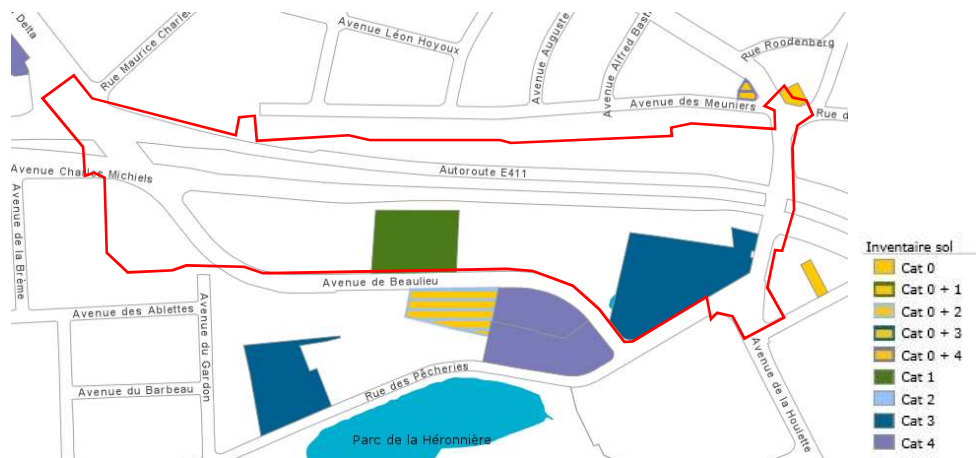 Delta
Rue Maurice Charlen
Avenue Léon Hoyoux
Avenue Auguste
Avenue Alfred Bast
Rue Roodenberg
Avenue des Meuniers
Rue d
Avenue Charles Michiels
Autoroute E411
Avenue de la Brème
Avenue de Beaulieu
Avenue des Ablettes
Avenue du Gardon
Avenue du Barbeau
Rue des Pêcheries
Avenue de la Houlette
Parc de la Héronnière
Inventaire sol
Cat 0
Cat 0 + 1
Cat 0 + 2
Cat 0 + 3
Cat 0 + 4
Cat 1
Cat 2
Cat 3
Cat 4